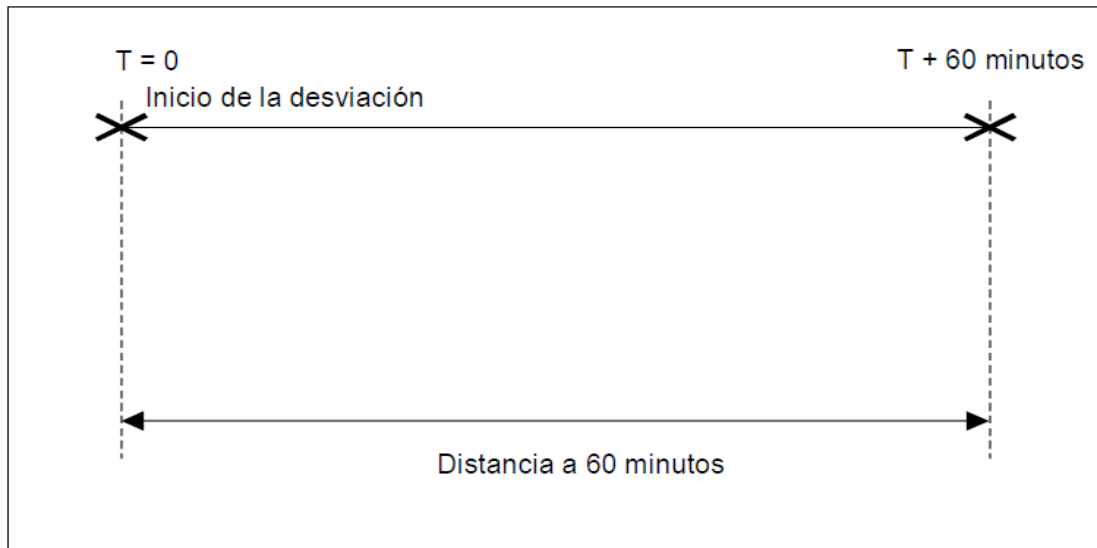 T = 0
T + 60 minutos
Inicio de la desviación
Distancia a 60 minutos